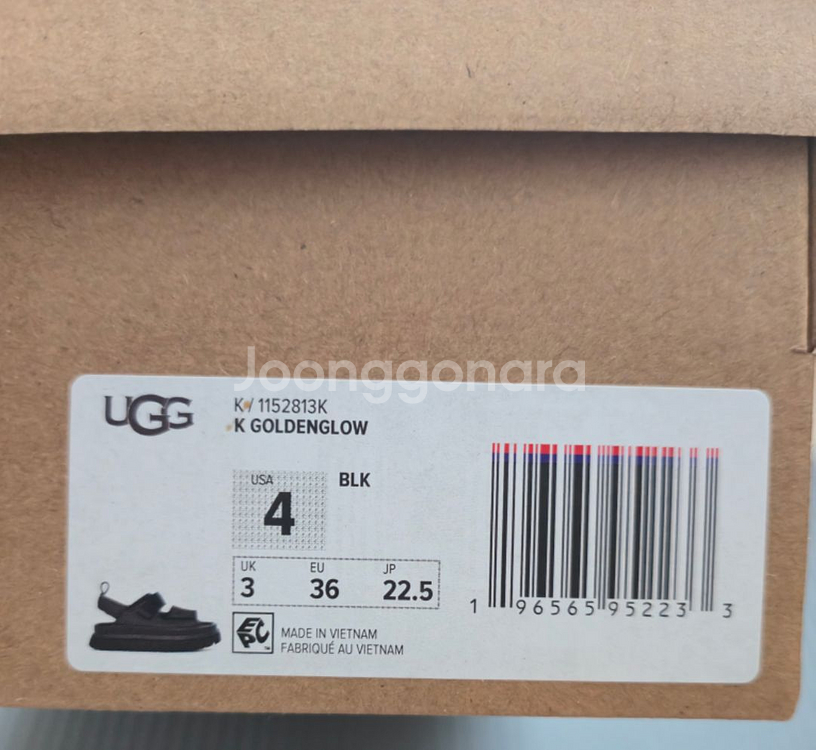 Joonggonara
UGG
K / 1152813K
K GOLDENGLOW
USA
4
BLK
UK EU JP
3 36 22.5
EPC
MADE IN VIETNAM
FABRIQUÉ AU VIETNAM
1 96565 95223 3